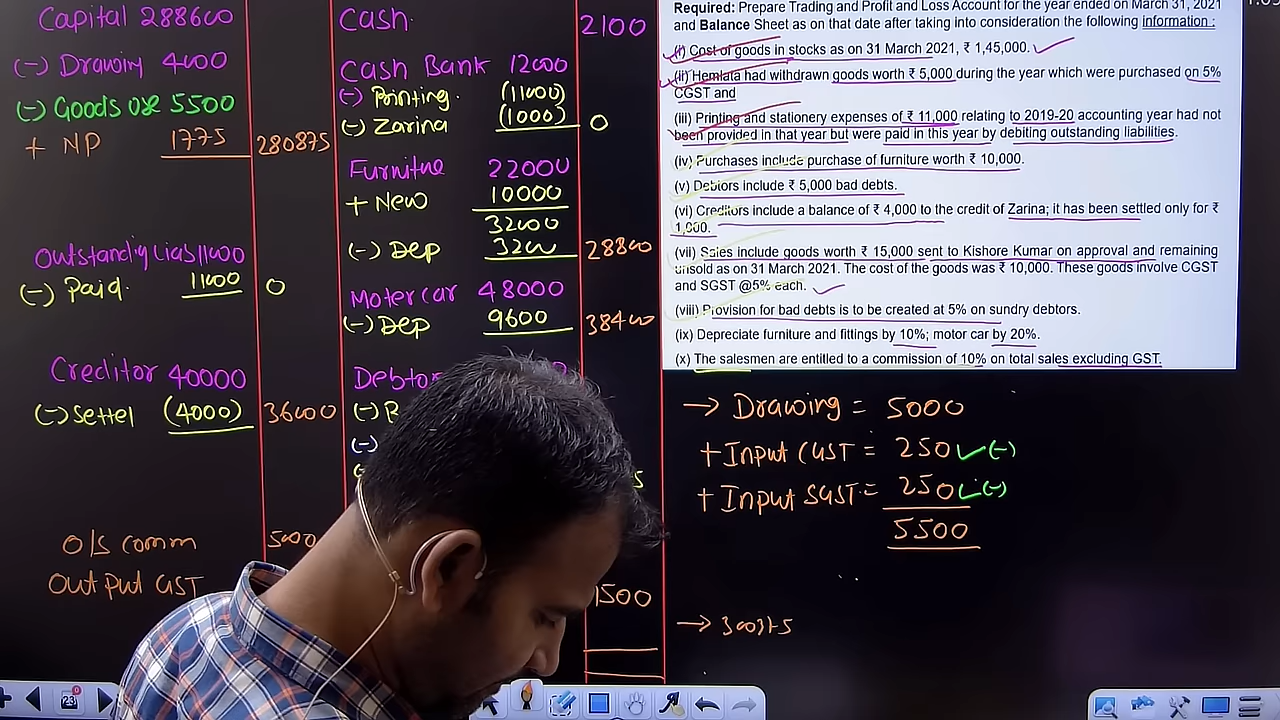 Capital 288600
(-) Drawing 4000
(-) Goods use 5500
+ NP 1775 280875
Outstanding Liab 11000
(-) Paid. 11000 0
Creditor 40000
(-) Settel (4000) 36000
O/s comm 5000
Output GST
Cash. 2100
Cash Bank 12000
(-) Printing. (11000)
(-) Zarina (1000) 0
Furniture 22000
+ New 10000
32000
(-) Dep 3200 28800
Motercar 48000
(-) Dep 9600 38400
Debtor
(-)
(-)
1500
Required: Prepare Trading and Profit and Loss Account for the year ended on March 31, 2021
and Balance Sheet as on that date after taking into consideration the following information :
(i) Cost of goods in stocks as on 31 March 2021, ₹ 1,45,000.
(ii) Hemlata had withdrawn goods worth ₹ 5,000 during the year which were purchased on 5%
CGST and
(iii) Printing and stationery expenses of ₹ 11,000 relating to 2019-20 accounting year had not
been provided in that year but were paid in this year by debiting outstanding liabilities.
(iv) Purchases include purchase of furniture worth ₹ 10,000.
(v) Debtors include ₹ 5,000 bad debts.
(vi) Creditors include a balance of ₹ 4,000 to the credit of Zarina; it has been settled only for ₹
1,000.
(vii) Sales include goods worth ₹ 15,000 sent to Kishore Kumar on approval and remaining
unsold as on 31 March 2021. The cost of the goods was ₹ 10,000. These goods involve CGST
and SGST @5% each.
(viii) Provision for bad debts is to be created at 5% on sundry debtors.
(ix) Depreciate furniture and fittings by 10%; motor car by 20%.
(x) The salesmen are entitled to a commission of 10% on total sales excluding GST.
→ Drawing = 5000
+ Input CGST = 250 ✓(-)
+ Input SGST = 250 ✓(-)
5500
→ 300375
23